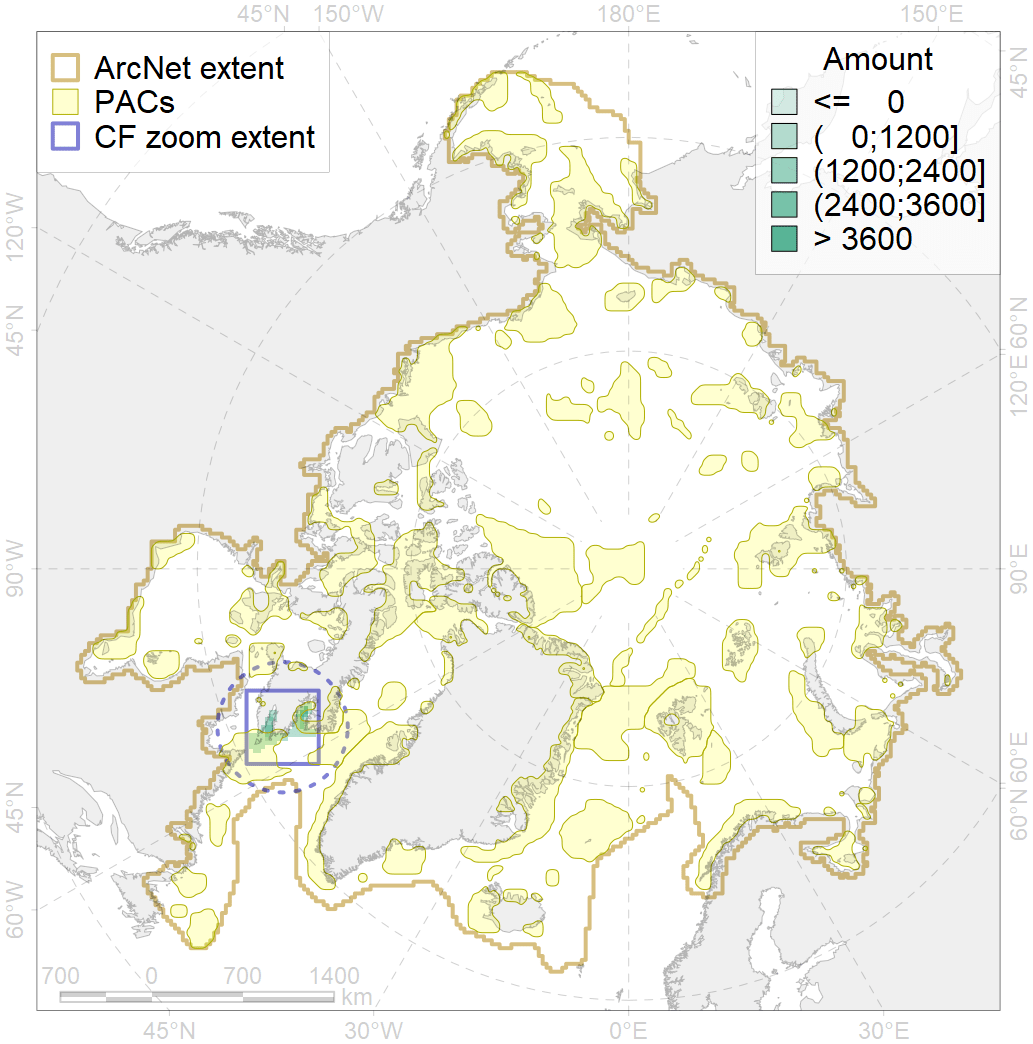 45°N 150°W 180°E 150°E
ArcNet extent
PACs
CF zoom extent
Amount
<= 0
( 0;1200]
(1200;2400]
(2400;3600]
> 3600
45°N
120°W
45°N
60°N
120°E
90°W
90°E
45°N
60°N
60°W
60°E
700 0 700 1400
km
45°N 30°W 0°E 30°E